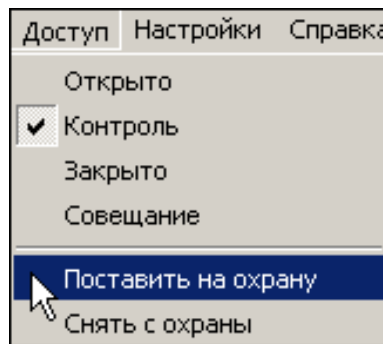 Доступ Настройки Справка
Открыто
Контроль
Закрыто
Совещание
Поставить на охрану
Снять с охраны